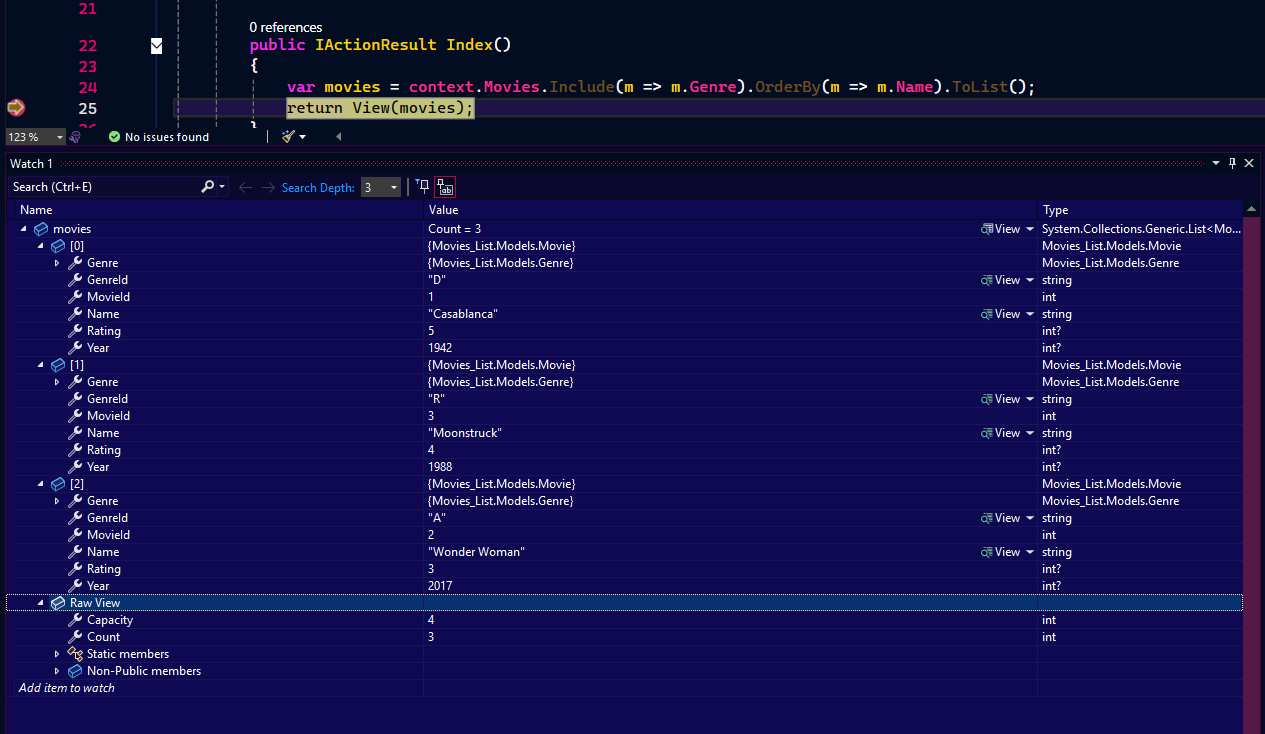 21
0 references
22 public IActionResult Index()
23 {
24 var movies = context.Movies.Include(m => m.Genre).OrderBy(m => m.Name).ToList();
25 return View(movies);
26 }
123 % No issues found
Watch 1
Search (Ctrl+E) Search Depth: 3
Name Value Type
movies Count = 3 View System.Collections.Generic.List<Mo...
[0] {Movies_List.Models.Movie} Movies_List.Models.Movie
Genre {Movies_List.Models.Genre} Movies_List.Models.Genre
GenreId "D" View string
MovieId 1 int
Name "Casablanca" View string
Rating 5 int?
Year 1942 int?
[1] {Movies_List.Models.Movie} Movies_List.Models.Movie
Genre {Movies_List.Models.Genre} Movies_List.Models.Genre
GenreId "R" View string
MovieId 3 int
Name "Moonstruck" View string
Rating 4 int?
Year 1988 int?
[2] {Movies_List.Models.Movie} Movies_List.Models.Movie
Genre {Movies_List.Models.Genre} Movies_List.Models.Genre
GenreId "A" View string
MovieId 2 int
Name "Wonder Woman" View string
Rating 3 int?
Year 2017 int?
Raw View
Capacity 4 int
Count 3 int
Static members
Non-Public members
Add item to watch